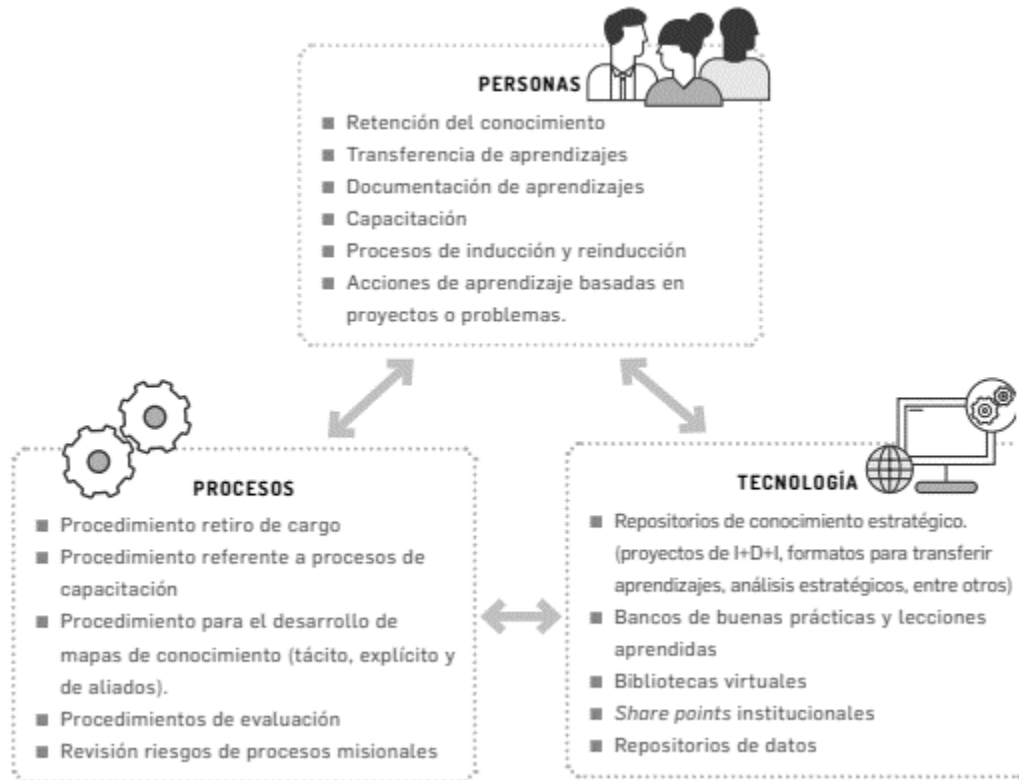 PERSONAS
■ Retención del conocimiento
■ Transferencia de aprendizajes
■ Documentación de aprendizajes
■ Capacitación
■ Procesos de inducción y reinducción
■ Acciones de aprendizaje basadas en
proyectos o problemas.
PROCESOS
■ Procedimiento retiro de cargo
■ Procedimiento referente a procesos de
capacitación
■ Procedimiento para el desarrollo de
mapas de conocimiento (tácito, explícito y
de aliados).
■ Procedimientos de evaluación
■ Revisión riesgos de procesos misionales
TECNOLOGÍA
■ Repositorios de conocimiento estratégico.
(proyectos de I+D+I, formatos para transferir
aprendizajes, análisis estratégicos, entre otros)
■ Bancos de buenas prácticas y lecciones
aprendidas
■ Bibliotecas virtuales
■ Share points institucionales
■ Repositorios de datos